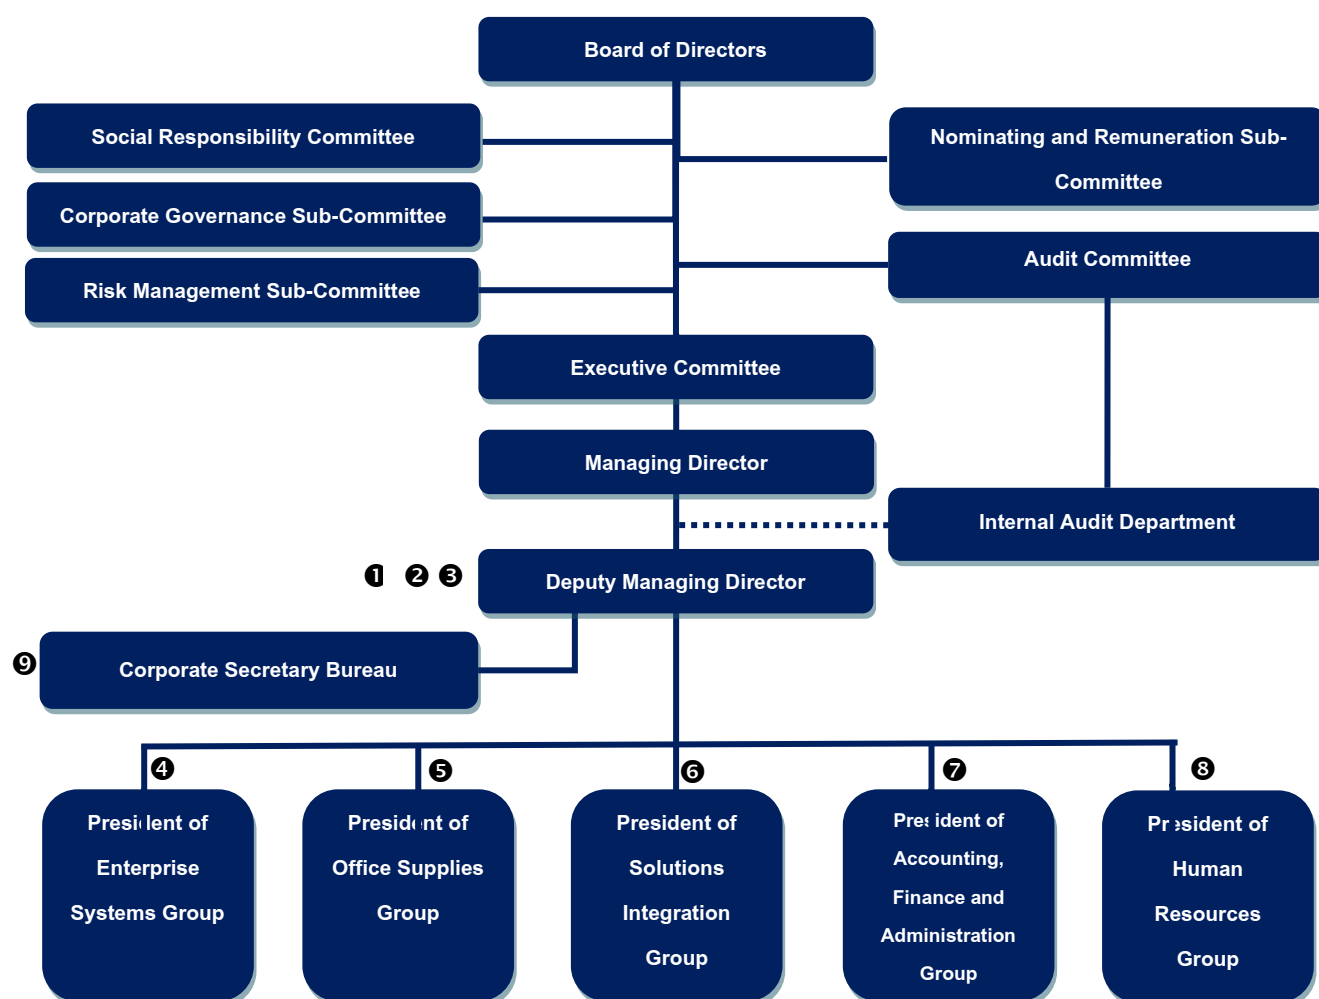 Board of Directors
Social Responsibility Committee
Nominating and Remuneration Sub-
Committee
Corporate Governance Sub-Committee
Audit Committee
Risk Management Sub-Committee
Executive Committee
Managing Director
Internal Audit Department
❶ ❷ ❸ Deputy Managing Director
❾ Corporate Secretary Bureau
❹
President of
Enterprise
Systems Group
❺
President of
Office Supplies
Group
❻
President of
Solutions
Integration
Group
❼
President of
Accounting,
Finance and
Administration
Group
❽
President of
Human
Resources
Group